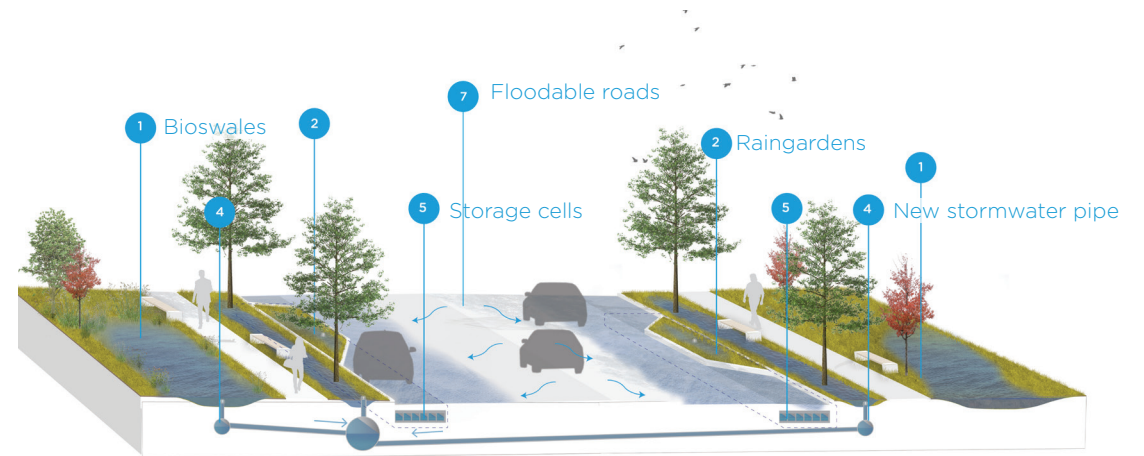 7 Floodable roads
1 Bioswales
2
2 Raingardens
1
4
5 Storage cells
5
4 New stormwater pipe